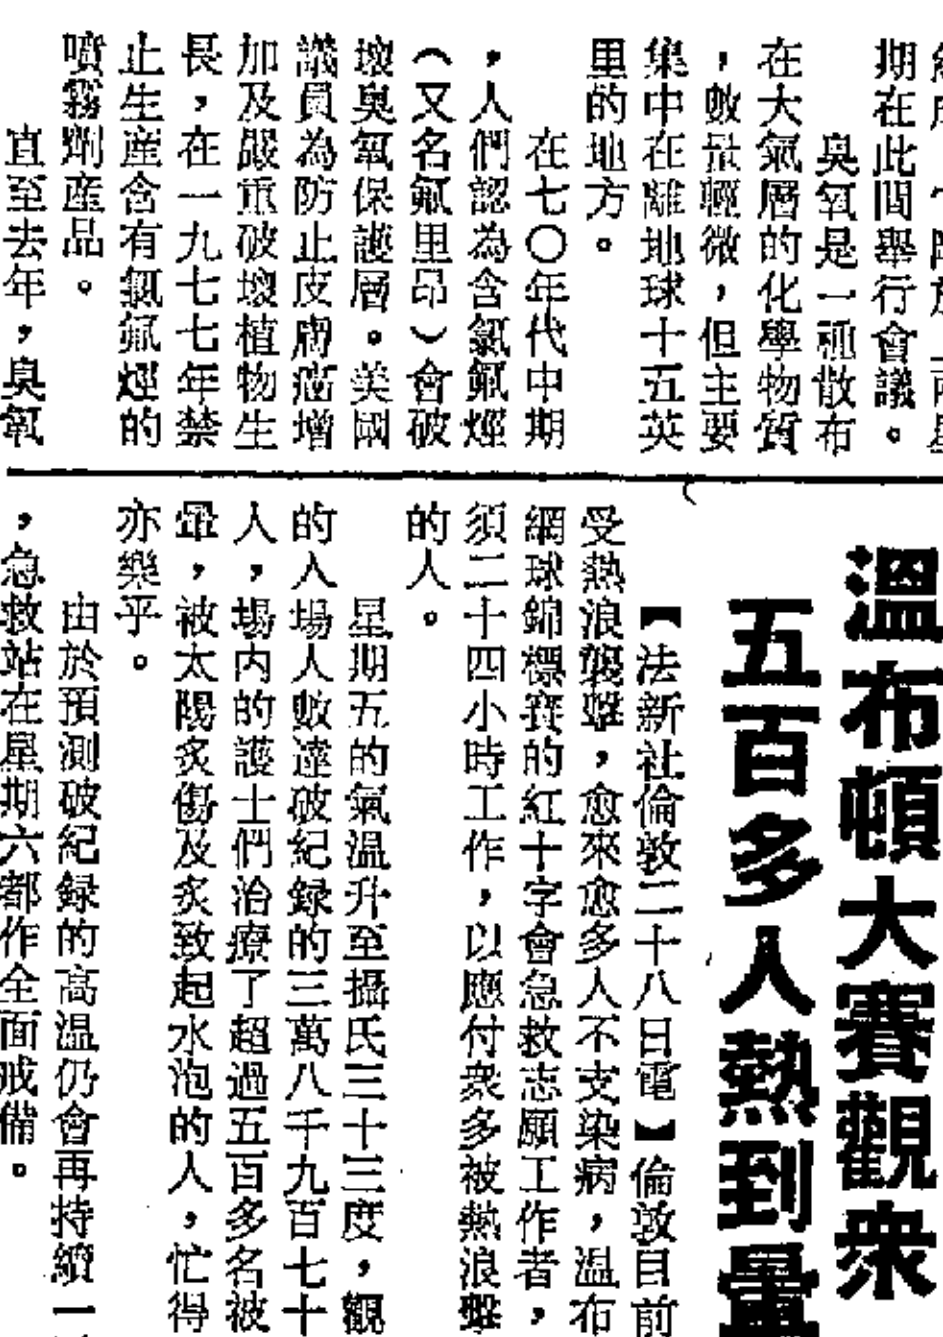 期在此間舉行會議。
臭氧是一種散布
在大氣層的化學物質
，數量輕微，但主要
集中在離地球十五英
里的地方。
在七〇年代中期
，人們認為含氯氟烴
（又名氟里昂）會破
壞臭氧保護層。美國
議員為防止皮膚癌增
加及嚴重破壞植物生
長，在一九七七年禁
止生産含有氯氟烴的
噴霧劑産品。
直至去年，臭氧
溫布頓大賽觀衆
五百多人熱到暈
【法新社倫敦二十八日電】倫敦目前
受熱浪襲擊，愈來愈多人不支染病，温布
網球錦標賽的紅十字會急救志願工作者，
須二十四小時工作，以應付衆多被熱浪擊
的人。
星期五的氣温升至攝氏三十三度，觀
的入場人數達破紀録的三萬八千九百七十
人，場内的護士們治療了超過五百多名被
暈，被太陽炙傷及炙致起水泡的人，忙得
亦樂乎。
由於預測破紀録的高温仍會再持續一
，急救站在星期六都作全面戒備。